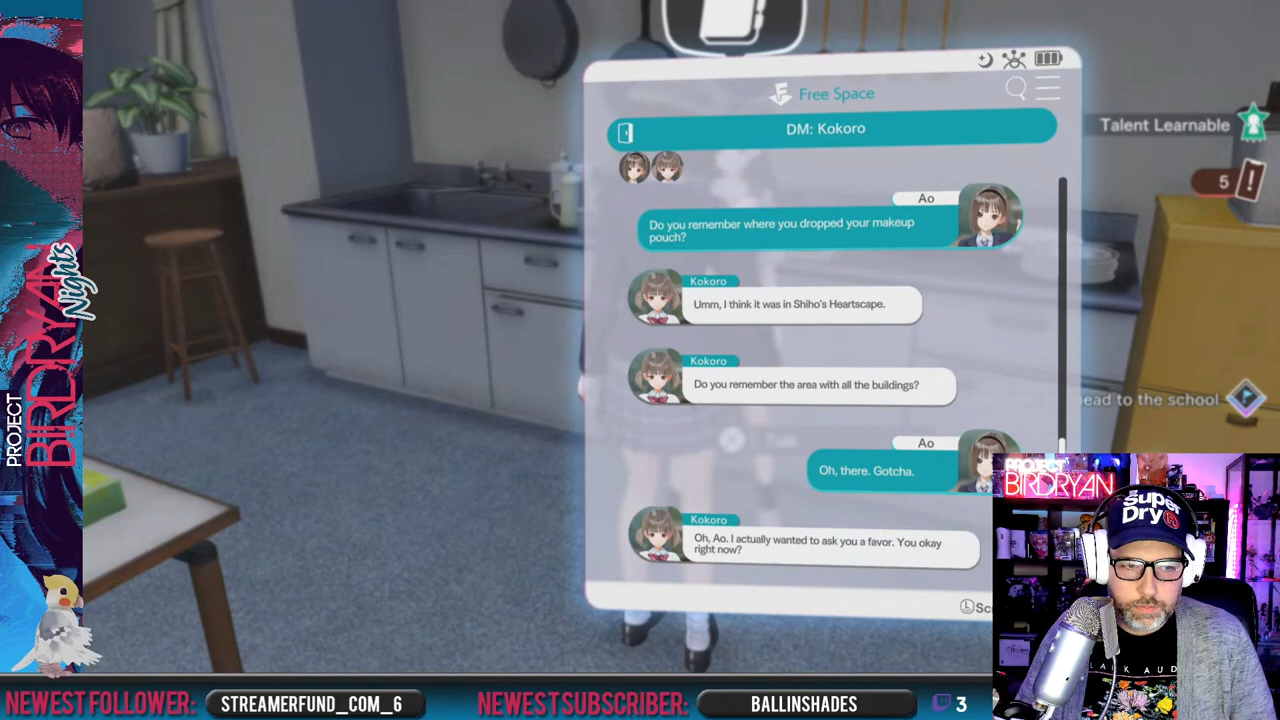 Free Space
DM: Kokoro
Talent Learnable
5
Ao
Do you remember where you dropped your makeup
pouch?
Kokoro
Umm, I think it was in Shiho's Heartscape.
Kokoro
Do you remember the area with all the buildings?
head to the school
Ao
Oh, there. Gotcha.
Kokoro
Oh, Ao. I actually wanted to ask you a favor. You okay
right now?
L
PROJECT
BIRDRYAN
Nights
PROJECT
BIRDRYAN
Super
Dry
NEWEST FOLLOWER:
STREAMERFUND_COM_6
NEWEST SUBSCRIBER:
BALLINSHADES
3